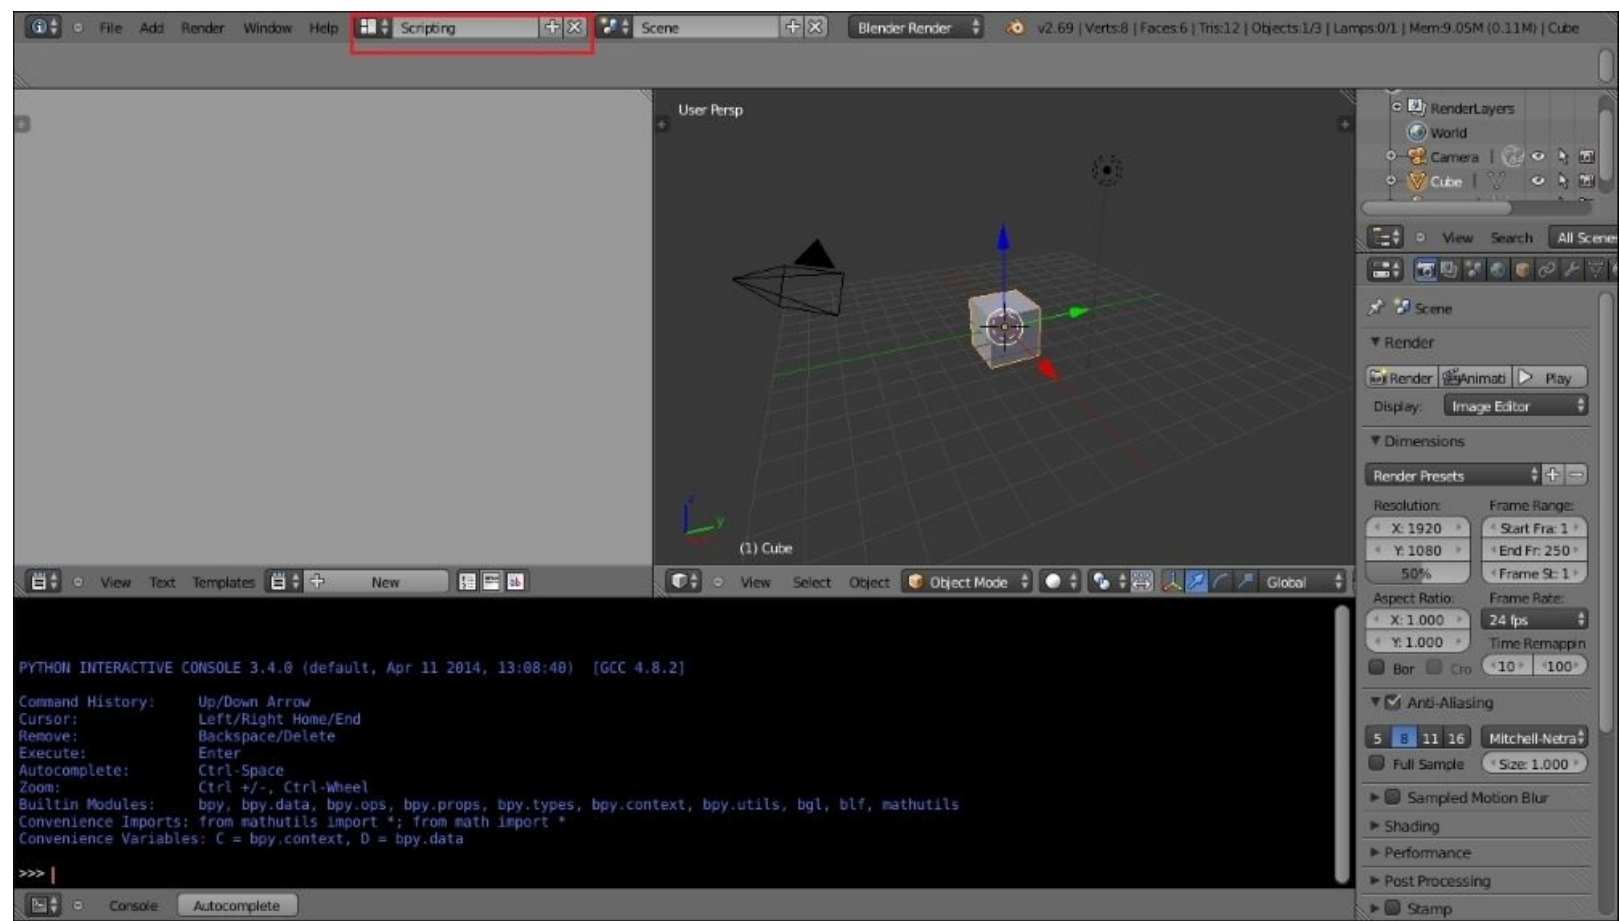 File Add Render Window Help Scripting Scene Blender Render v2.69 | Verts:8 | Faces:6 | Tris:12 | Objects:1/3 | Lamps:0/1 | Mem:9.05M (0.11M) | Cube
User Persp
RenderLayers
World
Camera
Cube
View Search All Scene
Scene
Render
Render Animati Play
Display: Image Editor
Dimensions
Render Presets
Resolution: Frame Range:
X: 1920 Start Fra: 1
Y: 1080 End Fr: 250
50% Frame St: 1
Aspect Ratio: Frame Rate:
X: 1.000 24 fps
Y: 1.000 Time Remappin
Bor Cro 10 100
Anti-Aliasing
5 8 11 16 Mitchell-Netra
Full Sample Size: 1.000
Sampled Motion Blur
Shading
Performance
Post Processing
Stamp
z
y
(1) Cube
View Text Templates New
View Select Object Object Mode Global
PYTHON INTERACTIVE CONSOLE 3.4.0 (default, Apr 11 2014, 13:08:40) [GCC 4.8.2]
Command History: Up/Down Arrow
Cursor: Left/Right Home/End
Remove: Backspace/Delete
Execute: Enter
Autocomplete: Ctrl-Space
Zoom: Ctrl +/-, Ctrl-Wheel
Builtin Modules: bpy, bpy.data, bpy.ops, bpy.props, bpy.types, bpy.context, bpy.utils, bgl, blf, mathutils
Convenience Imports: from mathutils import *; from math import *
Convenience Variables: C = bpy.context, D = bpy.data
>>>
Console Autocomplete